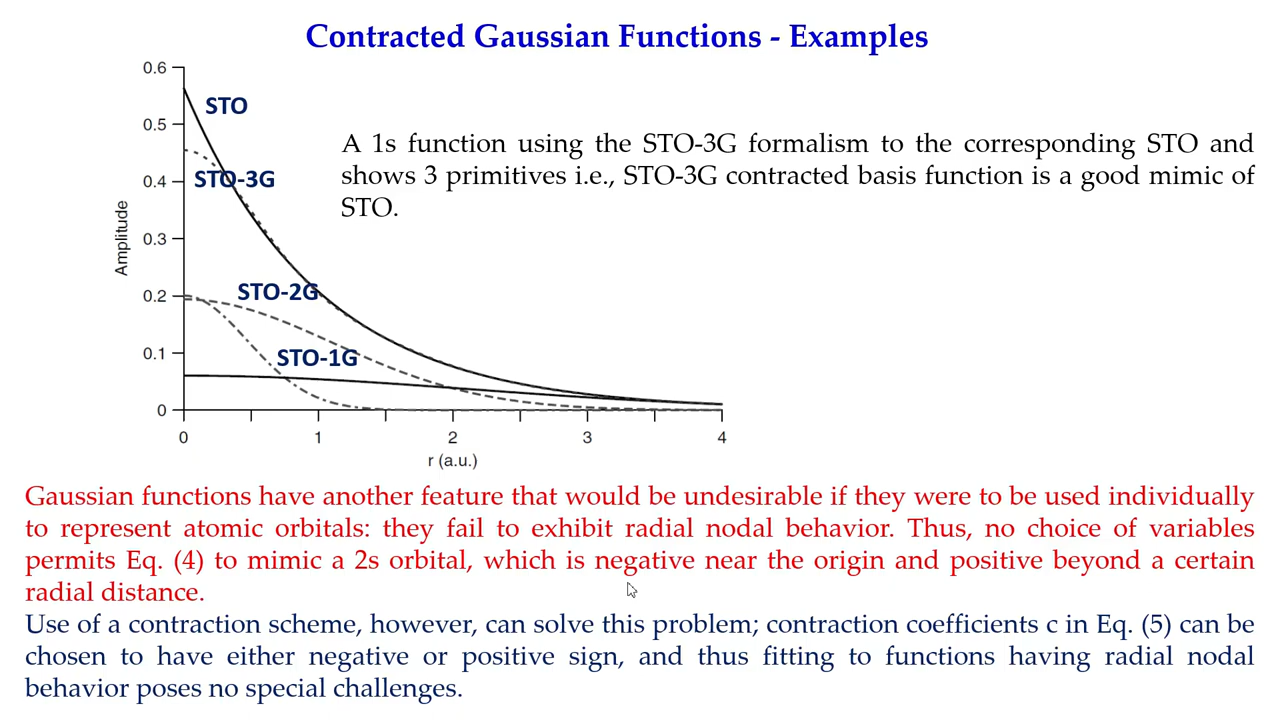 Contracted Gaussian Functions - Examples
0.6
0.5
0.4
0.3
0.2
0.1
0
Amplitude
STO
STO-3G
STO-2G
STO-1G
0 1 2 3 4
r (a.u.)
A 1s function using the STO-3G formalism to the corresponding STO and
shows 3 primitives i.e., STO-3G contracted basis function is a good mimic of
STO.
Gaussian functions have another feature that would be undesirable if they were to be used individually
to represent atomic orbitals: they fail to exhibit radial nodal behavior. Thus, no choice of variables
permits Eq. (4) to mimic a 2s orbital, which is negative near the origin and positive beyond a certain
radial distance.
Use of a contraction scheme, however, can solve this problem; contraction coefficients c in Eq. (5) can be
chosen to have either negative or positive sign, and thus fitting to functions having radial nodal
behavior poses no special challenges.